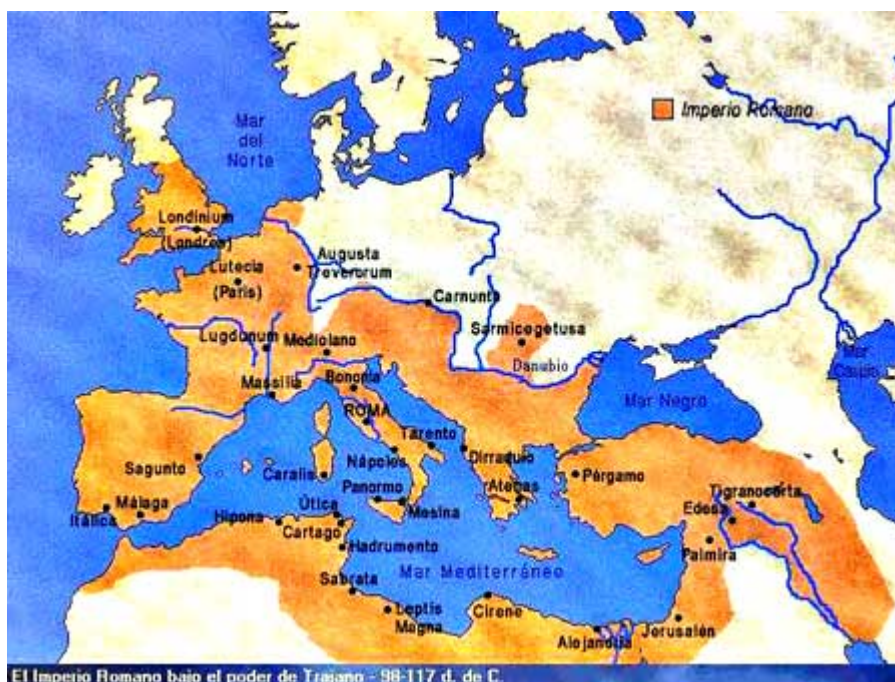 Mar
del
Norte
Imperio Romano
Londinium
(Londres)
Lutecia
(Paris)
Augusta
Treverorum
Carnunto
Sarmicegetusa
Danubio
Lugdonum
Mediolano
Massilia
Bononia
ROMA
Mar
Caspio
Mar Negro
Tarento
Dirraquio
Nápoles
Sagunto
Caralis
Panormo
Mesina
Atenas
Pérgamo
Tigranocerta
Edesa
Palmira
Itálica
Málaga
Hipona
Útica
Cartago
Hadrumento
Mar Mediterráneo
Sabrata
Leptis
Magna
Cirene
Alejandría
Jerusalén
El Imperio Romano bajo el poder de Trajano - 98-117 d. de C.